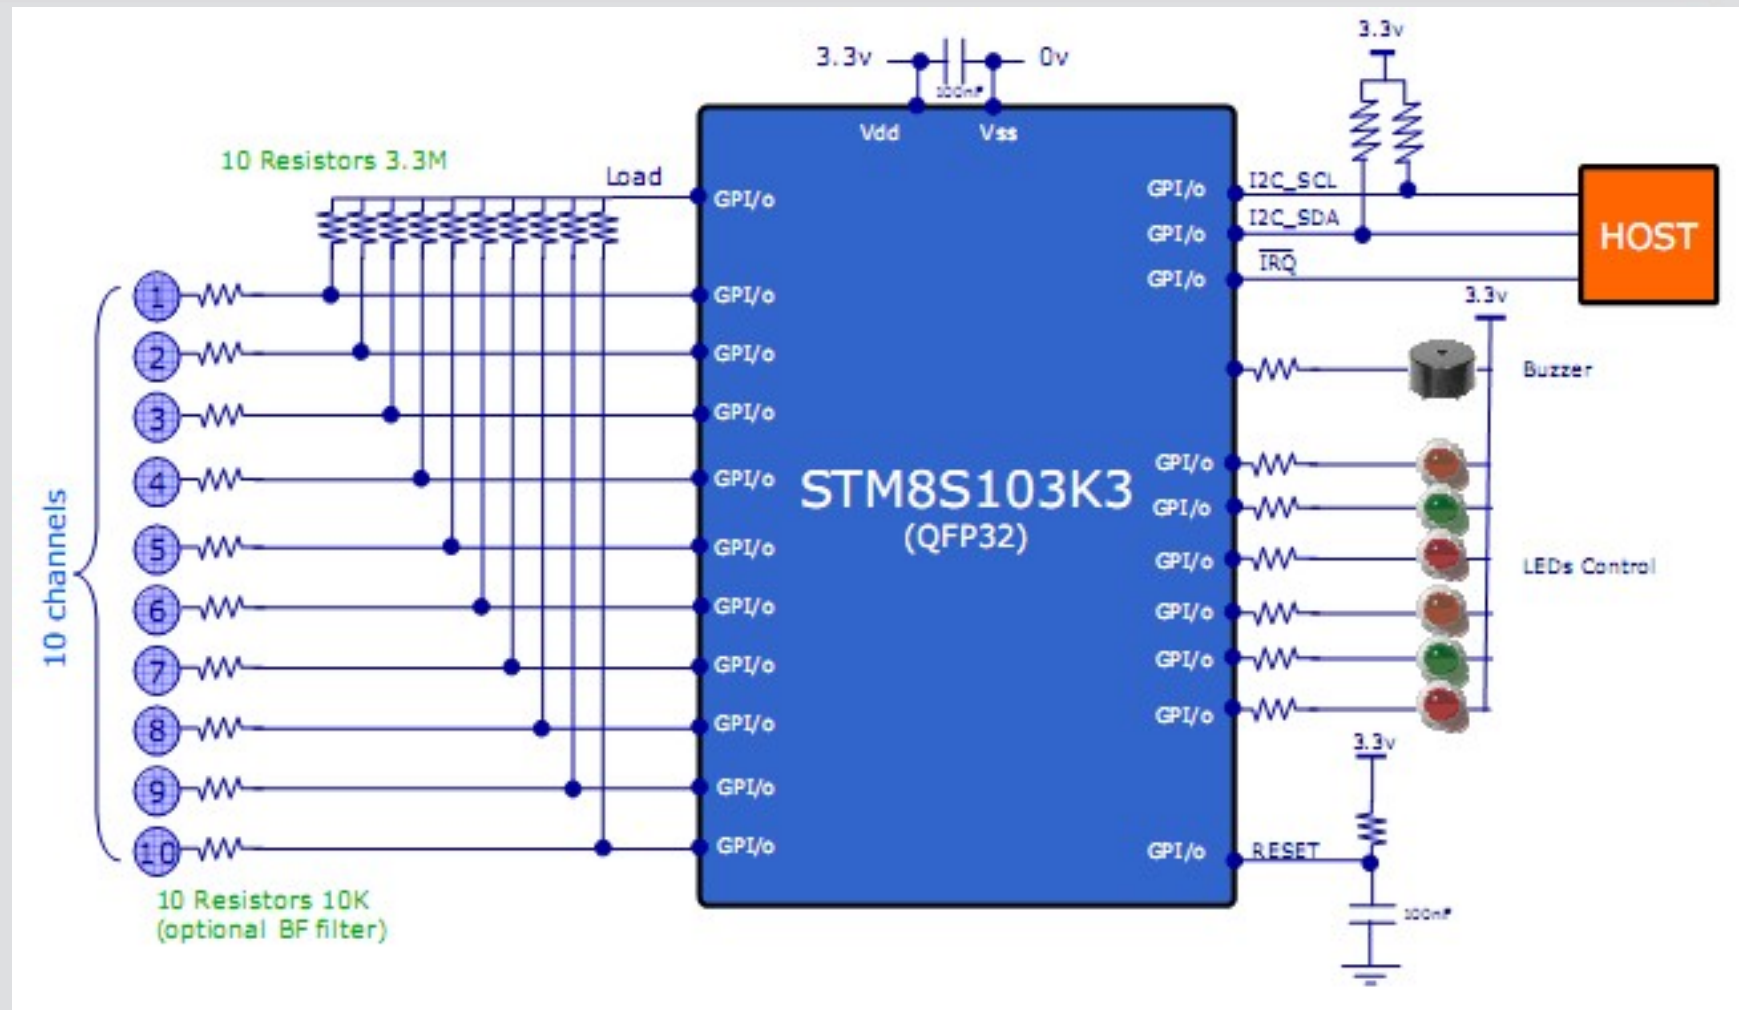 3.3v
0v
100nF
Vdd
Vss
3.3v
10 Resistors 3.3M
Load
GPI/o
GPI/o
I2C_SCL
GPI/o
I2C_SDA
HOST
GPI/o
IRQ
1
GPI/o
3.3v
2
GPI/o
Buzzer
3
GPI/o
4
GPI/o
STM8S103K3
(QFP32)
GPI/o
GPI/o
5
GPI/o
GPI/o
LEDs Control
6
GPI/o
GPI/o
7
GPI/o
GPI/o
8
GPI/o
GPI/o
3.3v
9
GPI/o
10
GPI/o
GPI/o
RESET
10 channels
10 Resistors 10K
(optional BF filter)
100nF